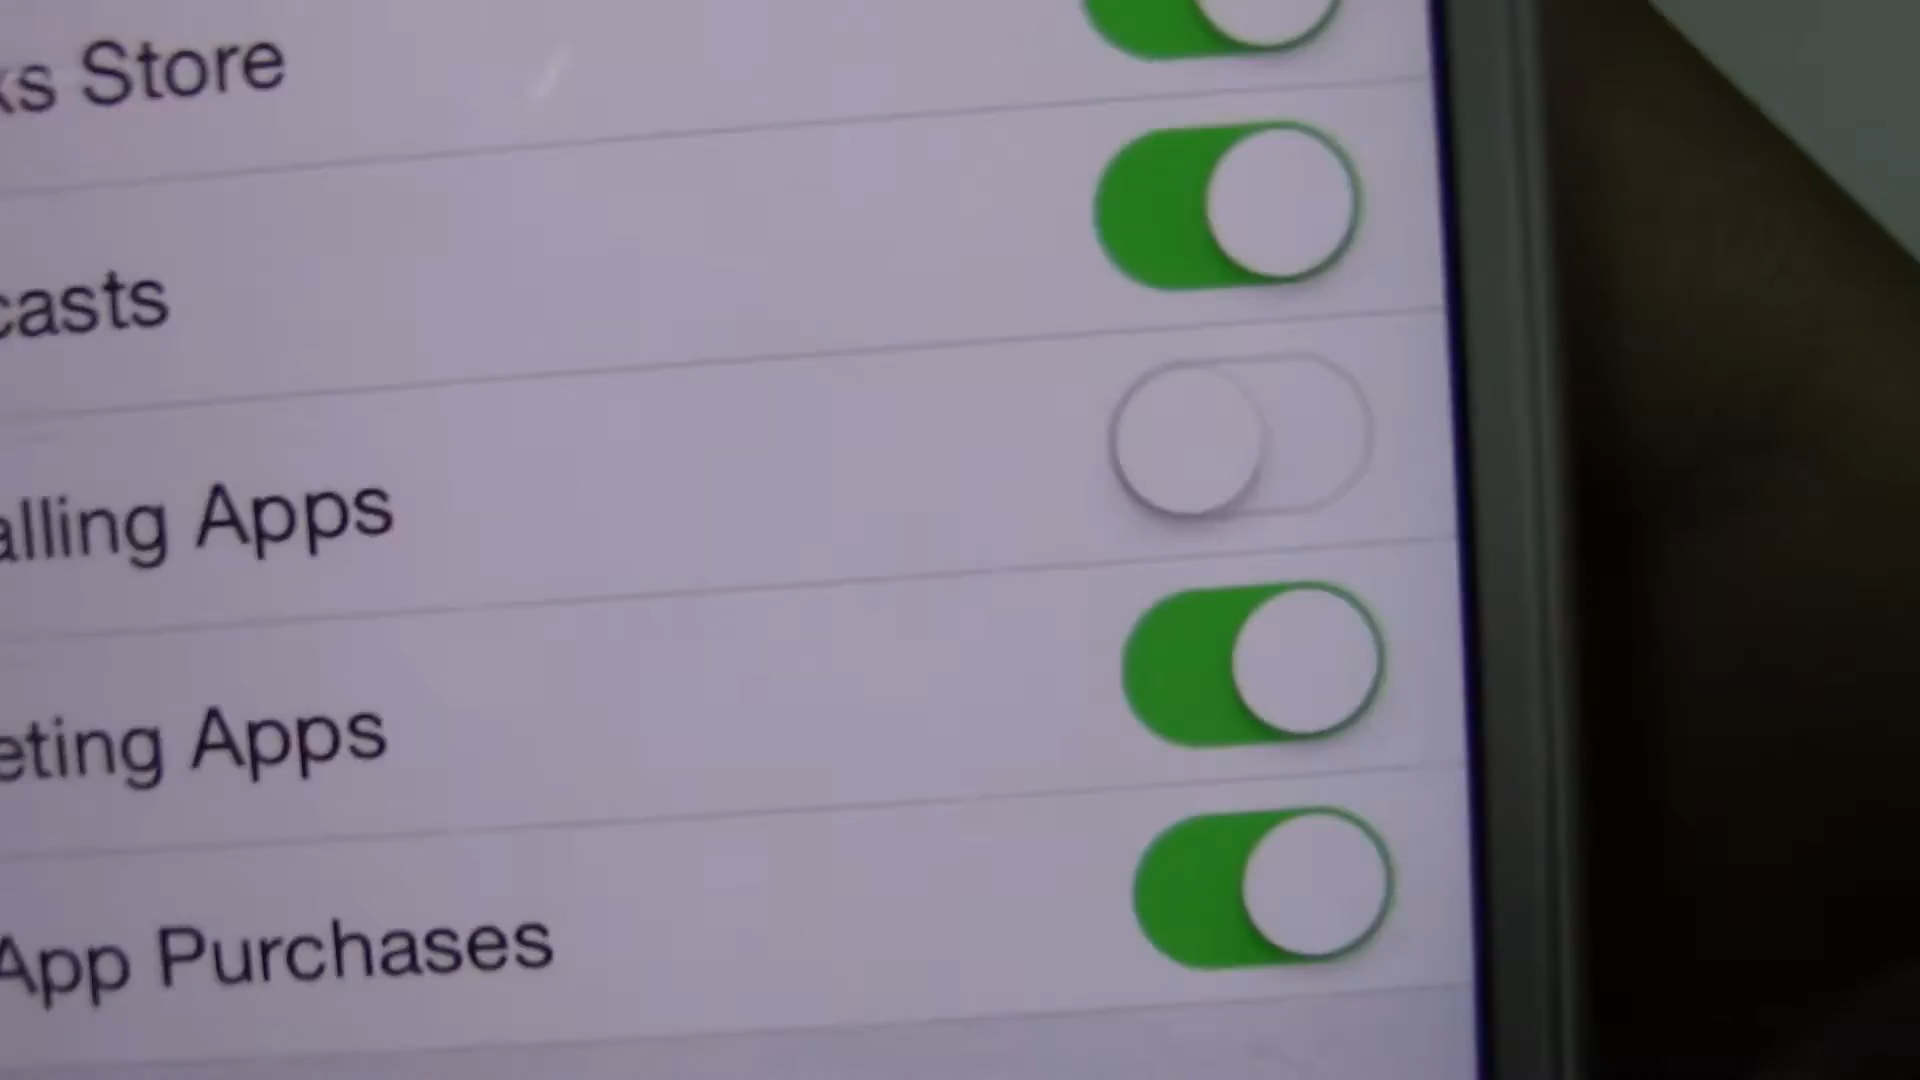 ks Store
casts
alling Apps
eting Apps
App Purchases